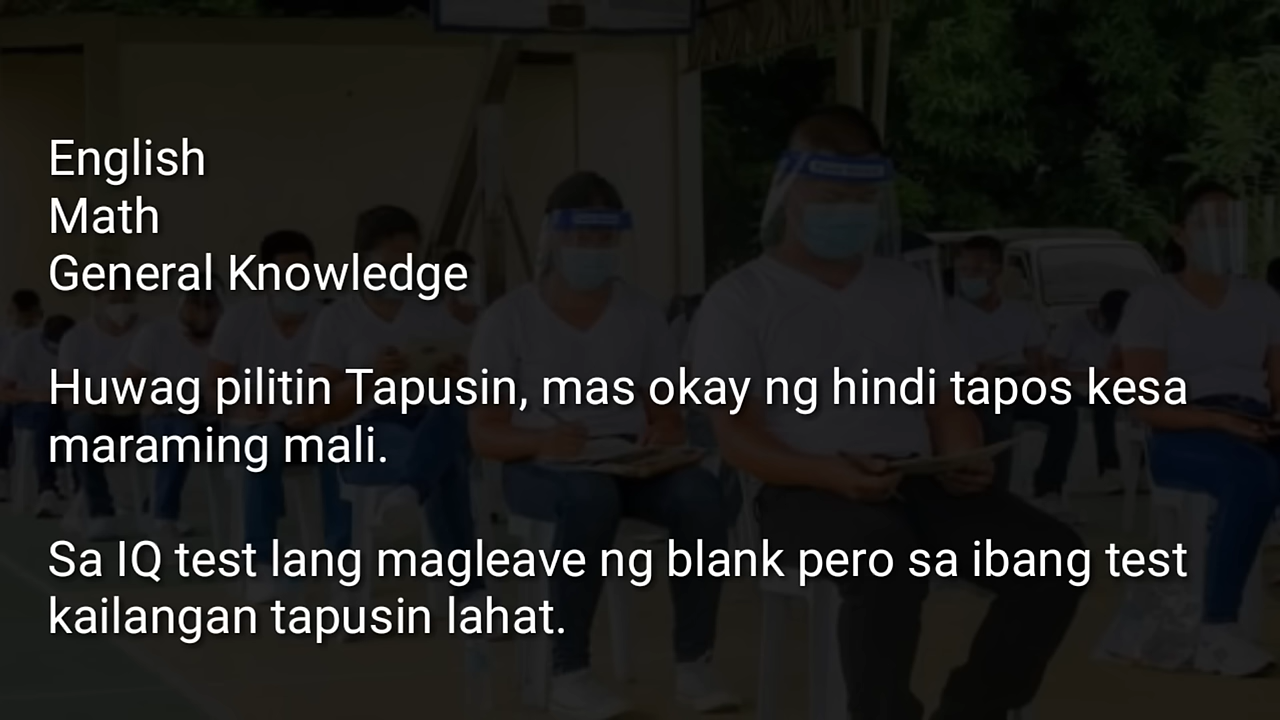 English
Math
General Knowledge
Huwag pilitin Tapusin, mas okay ng hindi tapos kesa
maraming mali.
Sa IQ test lang magleave ng blank pero sa ibang test
kailangan tapusin lahat.